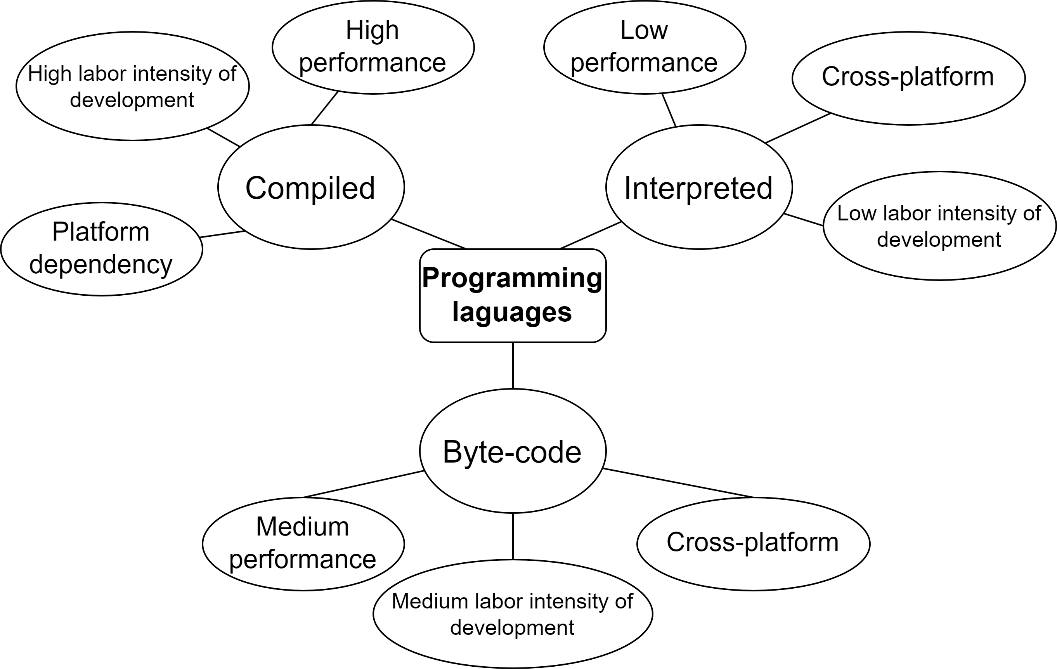 High
performance
Low
performance
High labor intensity of
development
Cross-platform
Compiled
Interpreted
Platform
dependency
Low labor intensity of
development
Programming
laguages
Byte-code
Medium
performance
Cross-platform
Medium labor intensity of
development